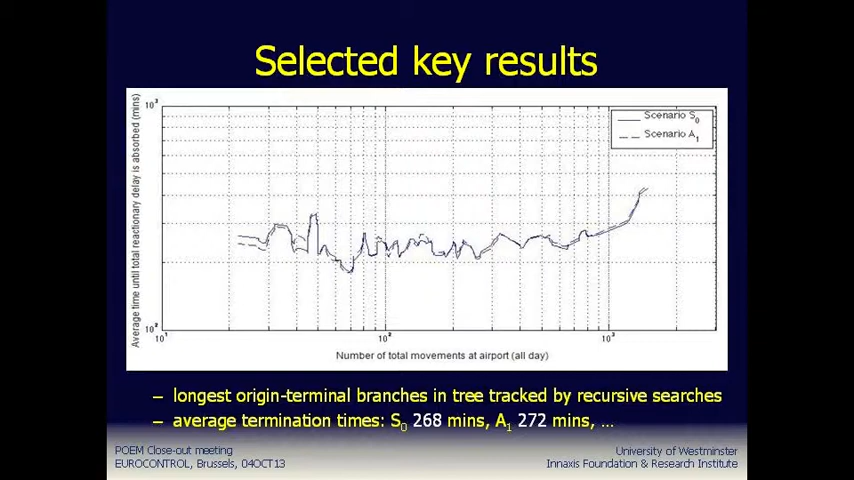 Selected key results
Average time until total reactionary delay is absorbed (mins)
10³
10²
Scenario S₀
Scenario A₁
10¹
10²
10³
Number of total movements at airport (all day)
– longest origin-terminal branches in tree tracked by recursive searches
– average termination times: S₀ 268 mins, A₁ 272 mins, ...
POEM Close-out meeting
EUROCONTROL, Brussels, 04OCT13
University of Westminster
Innaxis Foundation & Research Institute